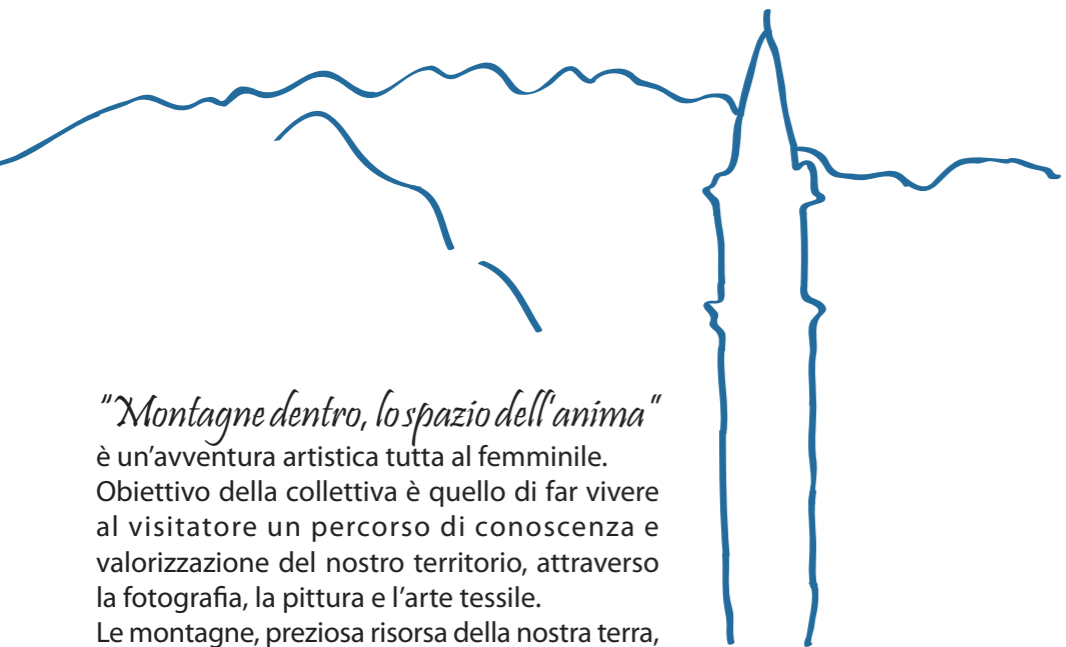 "Montagne dentro, lo spazio dell'anima"
è un’avventura artistica tutta al femminile.
Obiettivo della collettiva è quello di far vivere
al visitatore un percorso di conoscenza e
valorizzazione del nostro territorio, attraverso
la fotografia, la pittura e l’arte tessile.
Le montagne, preziosa risorsa della nostra terra,